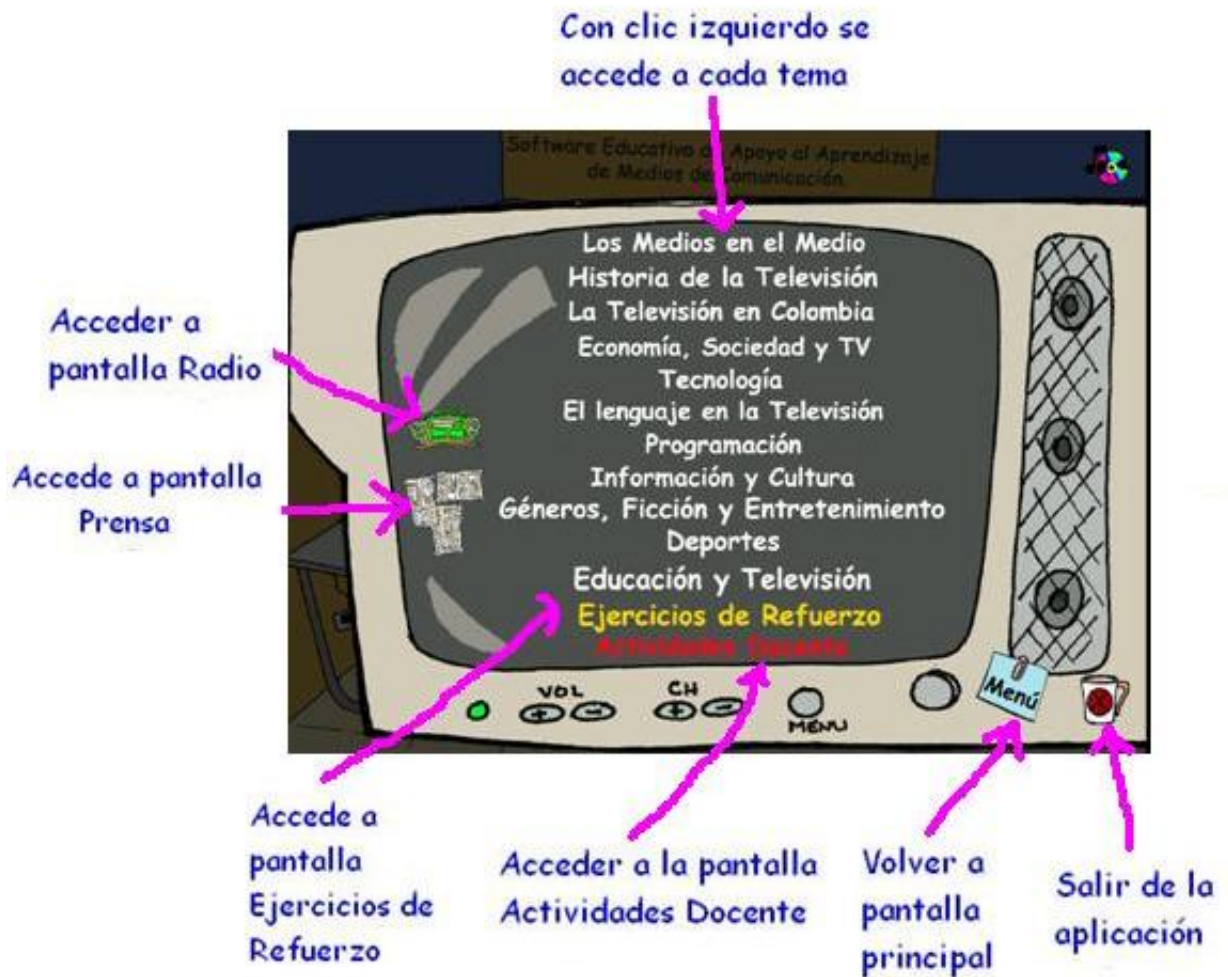 Con clic izquierdo se
accede a cada tema
Software Educativo de Apoyo al Aprendizaje
de Medios de Comunicación
Los Medios en el Medio
Historia de la Televisión
La Televisión en Colombia
Economía, Sociedad y TV
Tecnología
El lenguaje en la Televisión
Programación
Información y Cultura
Géneros, Ficción y Entretenimiento
Deportes
Educación y Televisión
Ejercicios de Refuerzo
Actividades Docente
Acceder a
pantalla Radio
Accede a pantalla
Prensa
VOL
CH
MENU
Menú
Accede a
pantalla
Ejercicios de
Refuerzo
Acceder a la pantalla
Actividades Docente
Volver a
pantalla
principal
Salir de la
aplicación